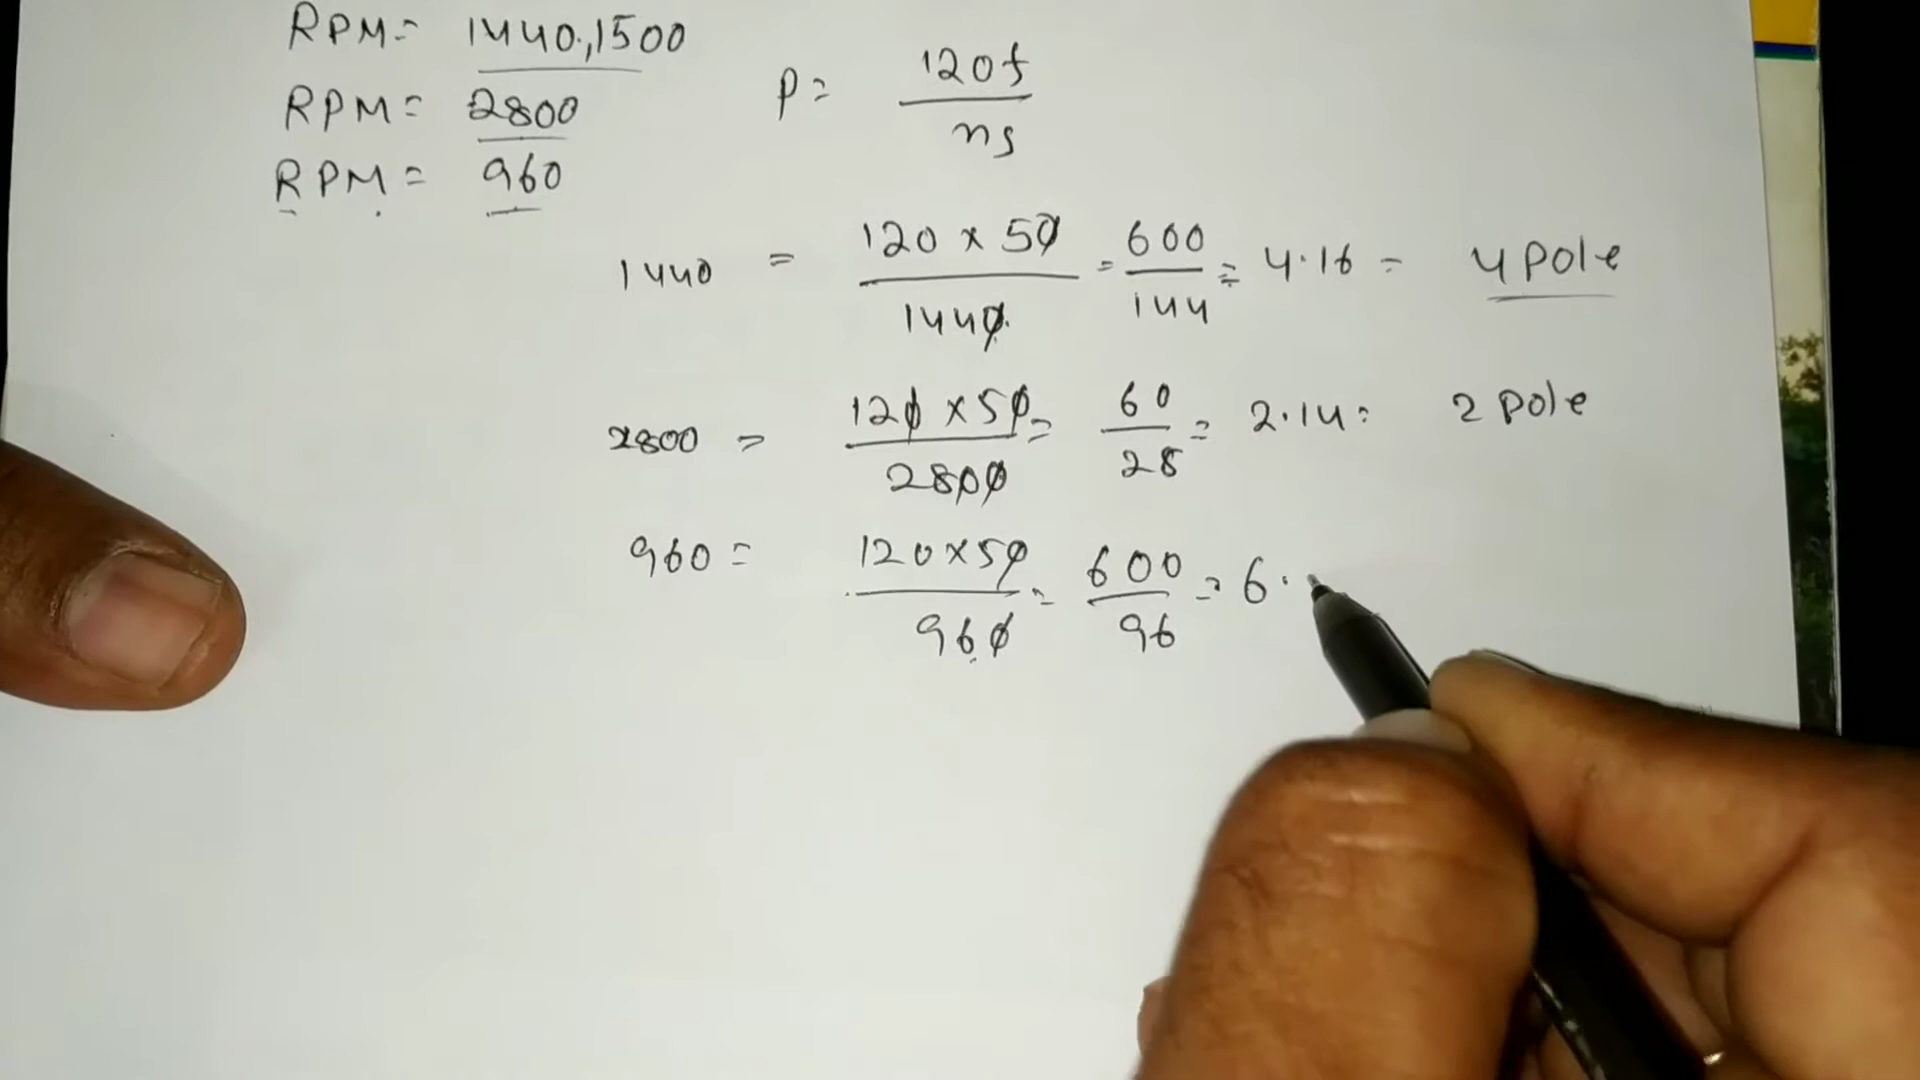 RPM= 1440,1500
RPM= 2800
RPM= 960
P= 120f/ns
1440 = 120 x 50/1440 = 600/144 = 4.16 = 4 Pole
2800 = 120 x 50/2800 = 60/28 = 2.14= 2 pole
960 = 120 x 50/960 = 600/96 = 6.